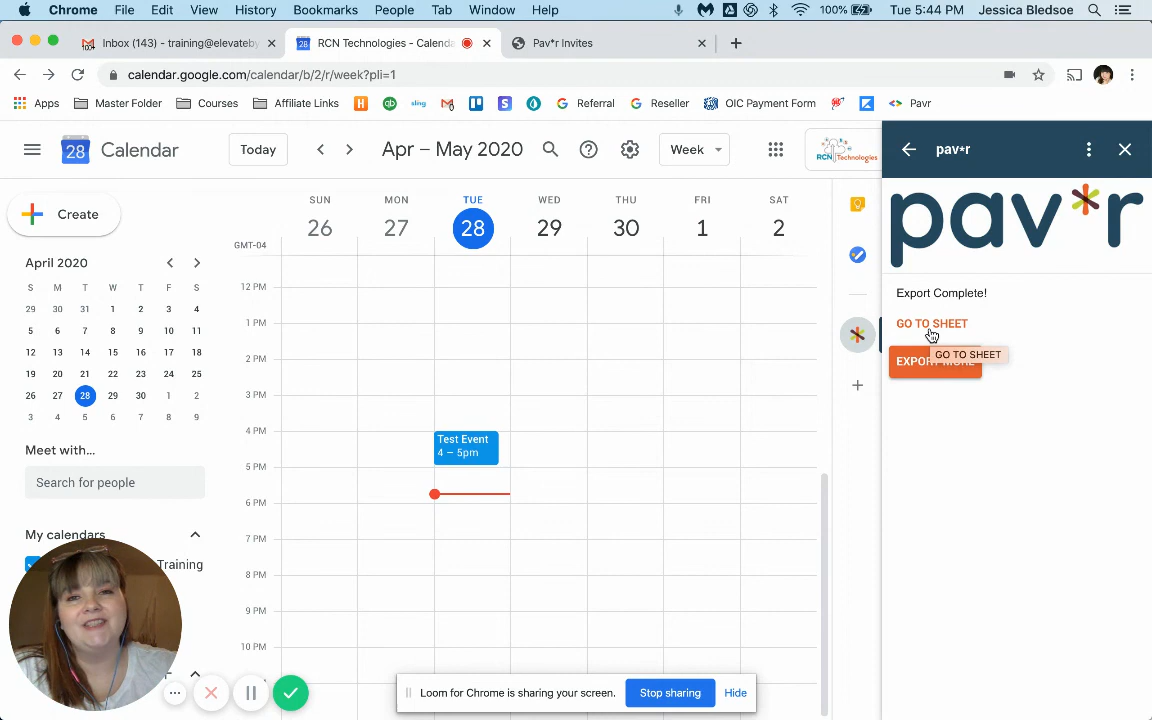 Chrome File Edit View History Bookmarks People Tab Window Help 100% Tue 5:44 PM Jessica Bledsoe
Inbox (143) - training@elevateby RCN Technologies - Calenda Pav*r Invites
calendar.google.com/calendar/b/2/r/week?pli=1
Apps Master Folder Courses Affiliate Links sling Referral Reseller OIC Payment Form Pavr
28 Calendar Today Apr – May 2020 Week RCN Technologies pav*r
Create
SUN MON TUE WED THU FRI SAT
26 27 28 29 30 1 2
GMT-04
pav*r
April 2020
S M T W T F S
29 30 31 1 2 3 4
5 6 7 8 9 10 11
12 13 14 15 16 17 18
19 20 21 22 23 24 25
26 27 28 29 30 1 2
3 4 5 6 7 8 9
Meet with...
Search for people
My calendars
Training
12 PM
1 PM
2 PM
3 PM
4 PM
5 PM
6 PM
7 PM
8 PM
9 PM
10 PM
Test Event
4 – 5pm
Export Complete!
GO TO SHEET
GO TO SHEET
EXPORT MORE
Loom for Chrome is sharing your screen. Stop sharing Hide